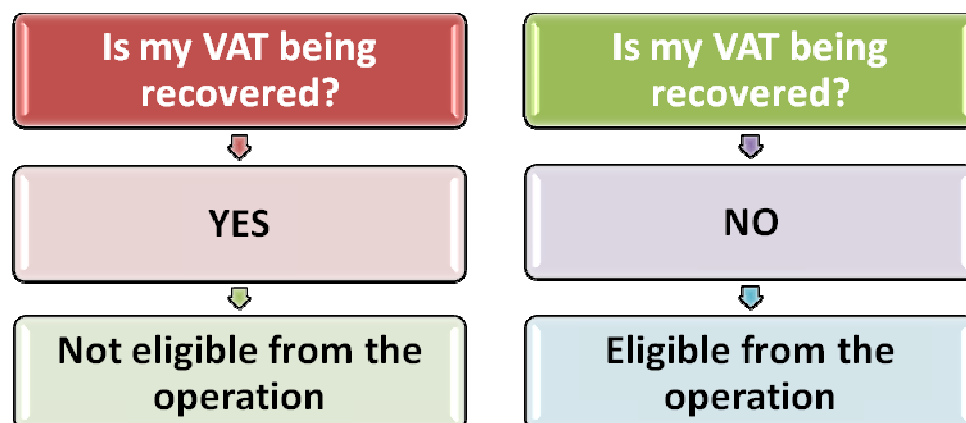 Is my VAT being
recovered?
YES
Not eligible from the
operation
Is my VAT being
recovered?
NO
Eligible from the
operation